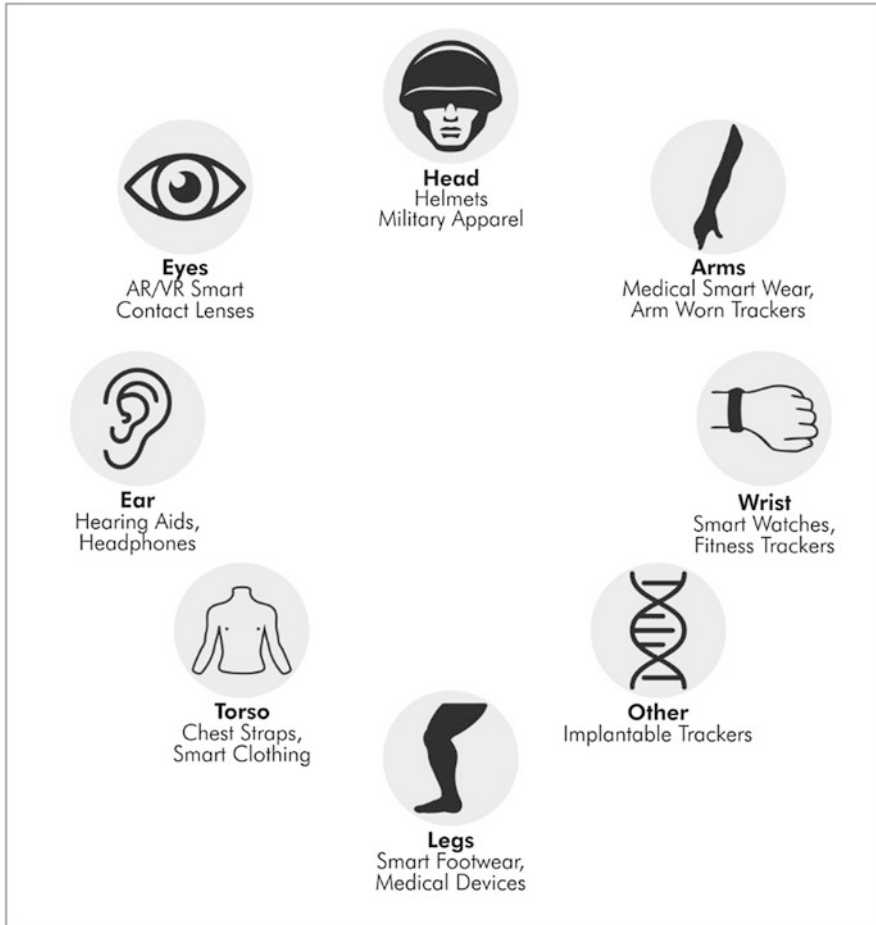 Head
Helmets
Military Apparel
Eyes
AR/VR Smart
Contact Lenses
Arms
Medical Smart Wear,
Arm Worn Trackers
Ear
Hearing Aids,
Headphones
Wrist
Smart Watches,
Fitness Trackers
Torso
Chest Straps,
Smart Clothing
Other
Implantable Trackers
Legs
Smart Footwear,
Medical Devices